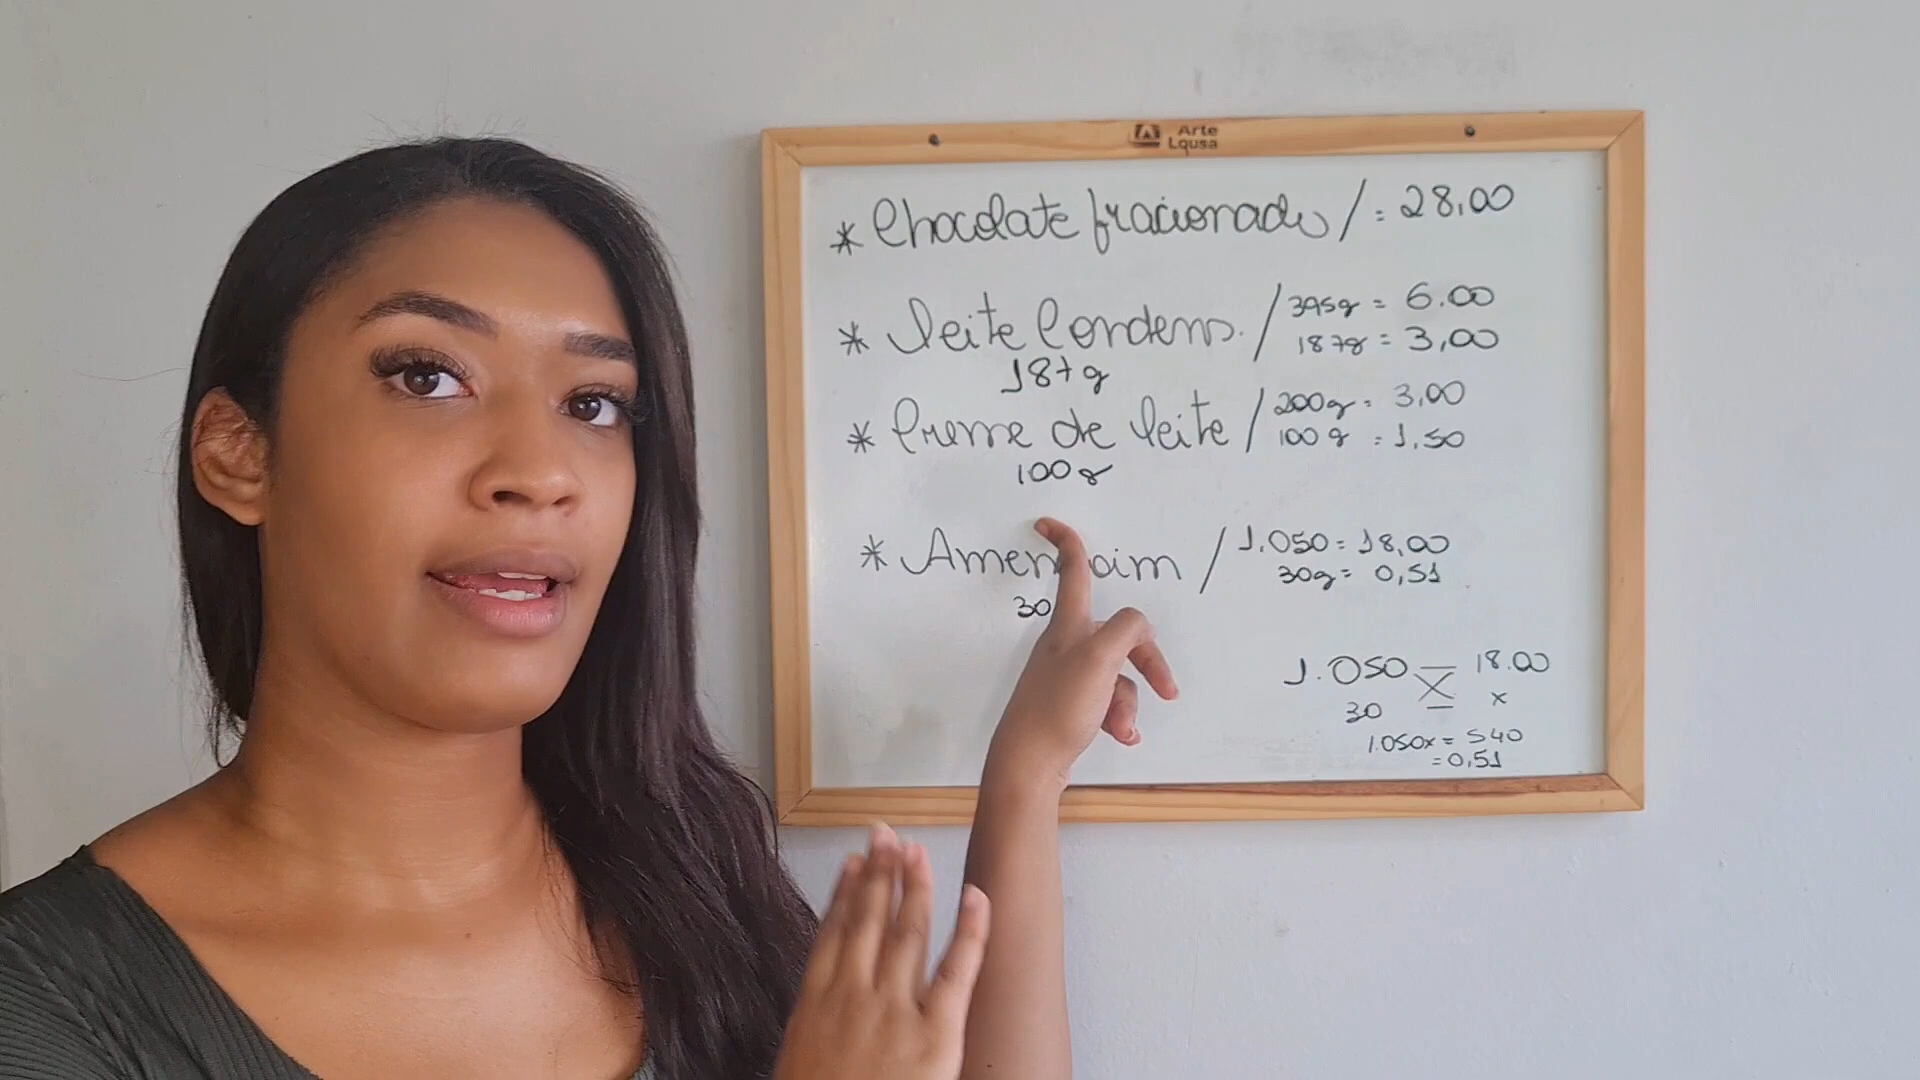 Arte
Lousa
* Chocolate fracionado / = 28,00
* Leite Condens. / 395g = 6.00
187g = 3,00
187g
* Creme de leite / 200g = 3,00
100g = 1,50
100g
* Amen oim / 1.050 = 18,00
30g = 0,51
30
1.050 18.00
30 x
1.050x = 540
= 0,51